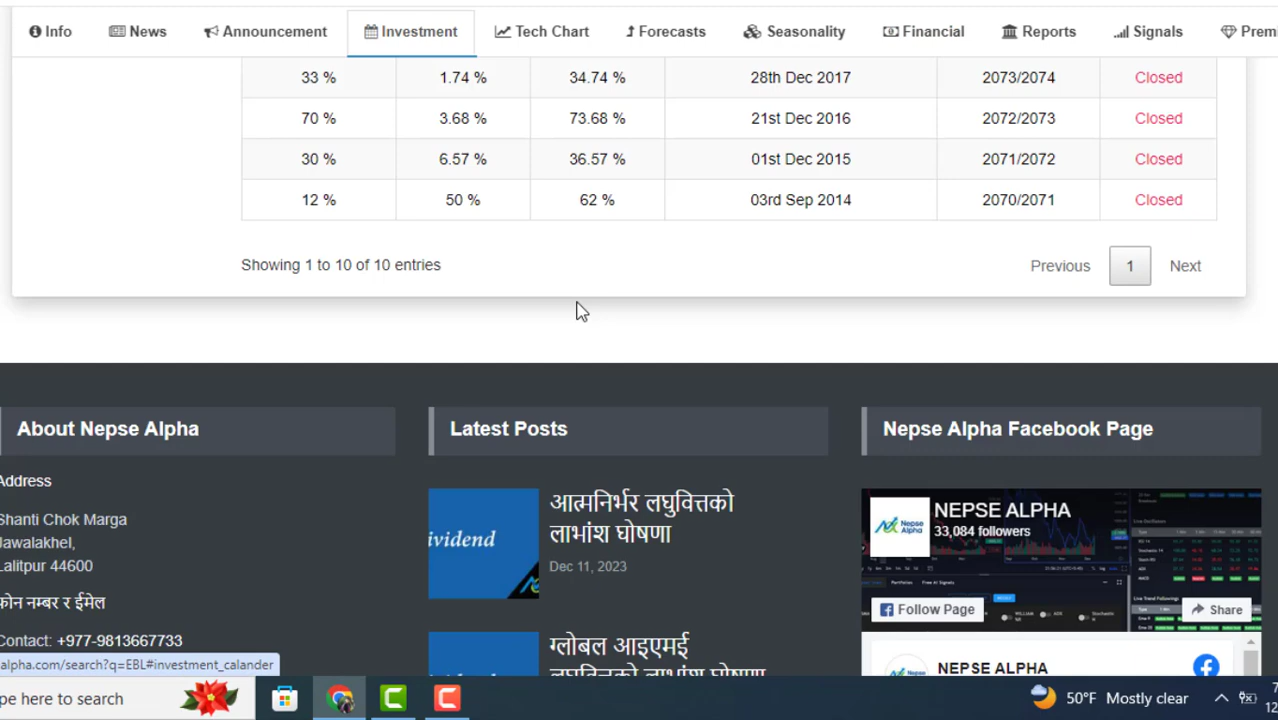 Info News Announcement Investment Tech Chart Forecasts Seasonality Financial Reports Signals
33 % 1.74 % 34.74 % 28th Dec 2017 2073/2074 Closed
70 % 3.68 % 73.68 % 21st Dec 2016 2072/2073 Closed
30 % 6.57 % 36.57 % 01st Dec 2015 2071/2072 Closed
12 % 50 % 62 % 03rd Sep 2014 2070/2071 Closed
Showing 1 to 10 of 10 entries
Previous 1 Next
About Nepse Alpha
Address
Shanti Chok Marga
Jawalakhel,
Lalitpur 44600
फोन नम्बर र ईमेल
Contact: +977-9813667733
Latest Posts
आत्मनिर्भर लघुवित्तको
लाभांश घोषणा
Dec 11, 2023
ग्लोबल आइएमई
लघुवित्तको लाभांश घोषणा
Nepse Alpha Facebook Page
Nepse
Alpha
NEPSE ALPHA
33,084 followers
Follow Page
Share
NEPSE ALPHA
alpha.com/search?q=EBL#investment_calander
pe here to search
50°F Mostly clear